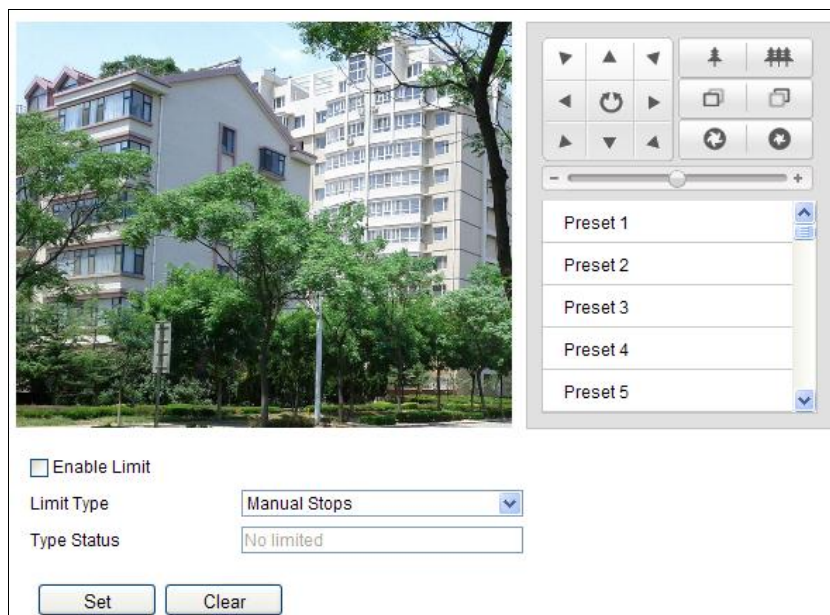 - +
Preset 1
Preset 2
Preset 3
Preset 4
Preset 5
Enable Limit
Limit Type Manual Stops
Type Status No limited
Set Clear